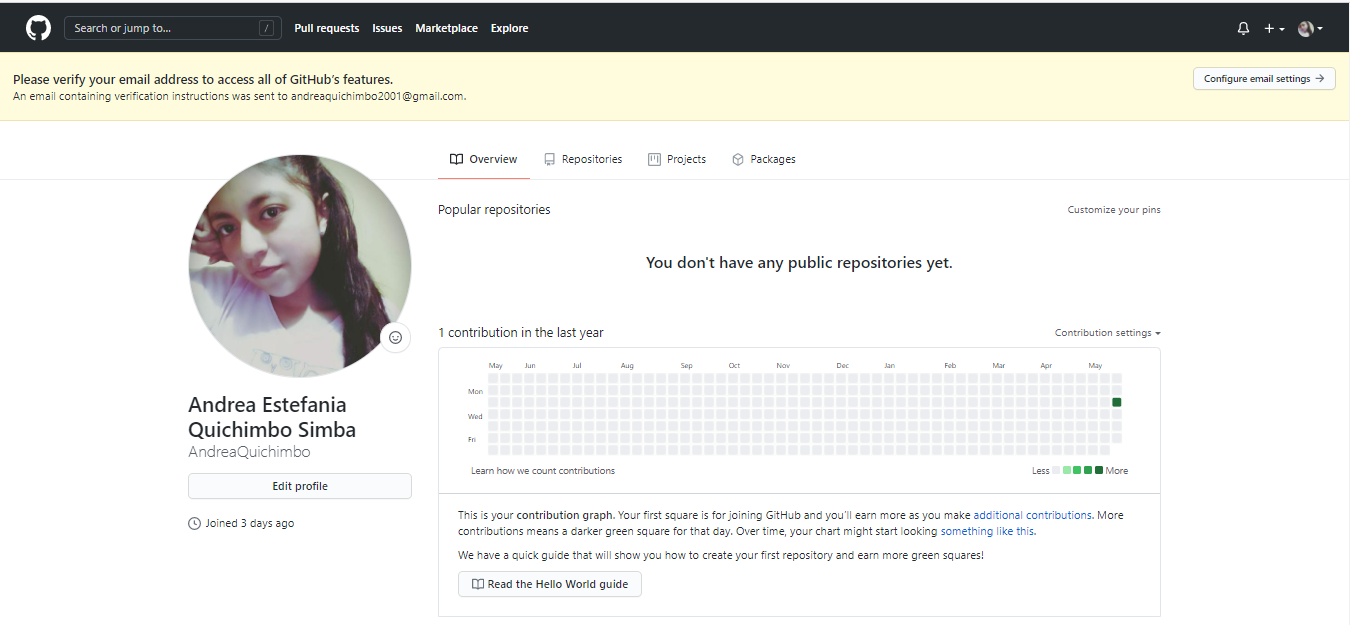 Search or jump to... /
Pull requests Issues Marketplace Explore
Please verify your email address to access all of GitHub's features.
An email containing verification instructions was sent to andreaquichimbo2001@gmail.com.
Configure email settings →
Overview Repositories Projects Packages
Andrea Estefania
Quichimbo Simba
AndreaQuichimbo
Edit profile
Joined 3 days ago
Popular repositories
Customize your pins
You don't have any public repositories yet.
1 contribution in the last year
Contribution settings
May Jun Jul Aug Sep Oct Nov Dec Jan Feb Mar Apr May
Mon
Wed
Fri
Learn how we count contributions
Less More
This is your contribution graph. Your first square is for joining GitHub and you'll earn more as you make additional contributions. More
contributions means a darker green square for that day. Over time, your chart might start looking something like this.
We have a quick guide that will show you how to create your first repository and earn more green squares!
Read the Hello World guide